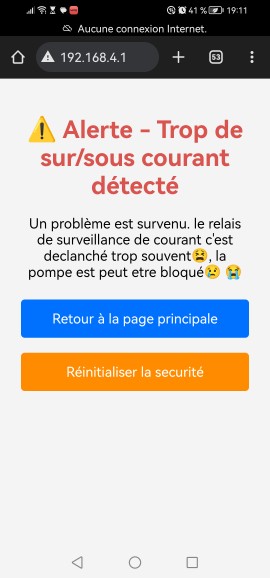 41 % 19:11
Aucune connexion Internet.
192.168.4.1
53
⚠️ Alerte - Trop de
sur/sous courant
détecté
Un problème est survenu. le relais
de surveillance de courant c'est
declanché trop souvent😫, la
pompe est peut etre bloqué😢 😭
Retour à la page principale
Réinitialiser la securité